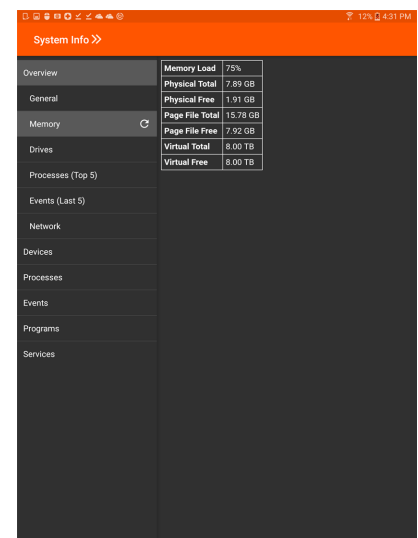 12% 4:31 PM
System Info
Overview
General
Memory
Drives
Processes (Top 5)
Events (Last 5)
Network
Devices
Processes
Events
Programs
Services
Memory Load 75%
Physical Total 7.89 GB
Physical Free 1.91 GB
Page File Total 15.78 GB
Page File Free 7.92 GB
Virtual Total 8.00 TB
Virtual Free 8.00 TB